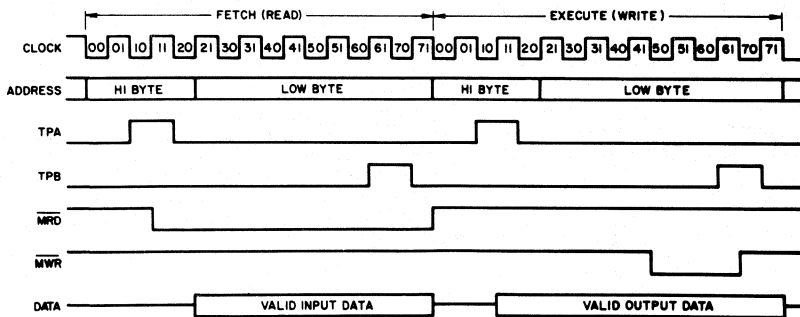 FETCH (READ) EXECUTE (WRITE)
CLOCK 00 01 10 11 20 21 30 31 40 41 50 51 60 61 70 71 00 01 10 11 20 21 30 31 40 41 50 51 60 61 70 71
ADDRESS HI BYTE LOW BYTE HI BYTE LOW BYTE
TPA
TPB
MRD
MWR
DATA VALID INPUT DATA VALID OUTPUT DATA